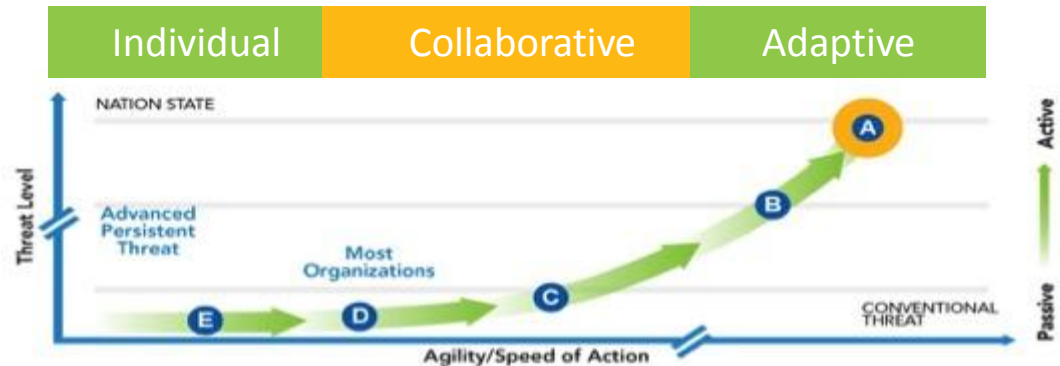 Individual
Collaborative
Adaptive
NATION STATE
A
Active
B
Threat Level
Advanced
Persistent
Threat
Most
Organizations
C
E
D
CONVENTIONAL
THREAT
Passive
Agility/Speed of Action